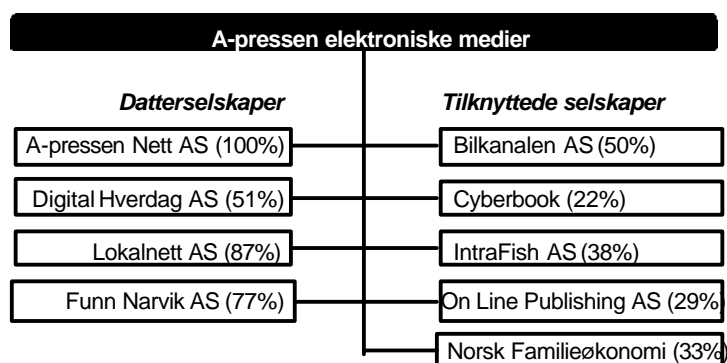 A-pressen elektroniske medier
Datterselskaper
A-pressen Nett AS (100%)
Digital Hverdag AS (51%)
Lokalnett AS (87%)
Funn Narvik AS (77%)
Tilknyttede selskaper
Bilkanalen AS (50%)
Cyberbook (22%)
IntraFish AS (38%)
On Line Publishing AS (29%)
Norsk Familieøkonomi (33%)